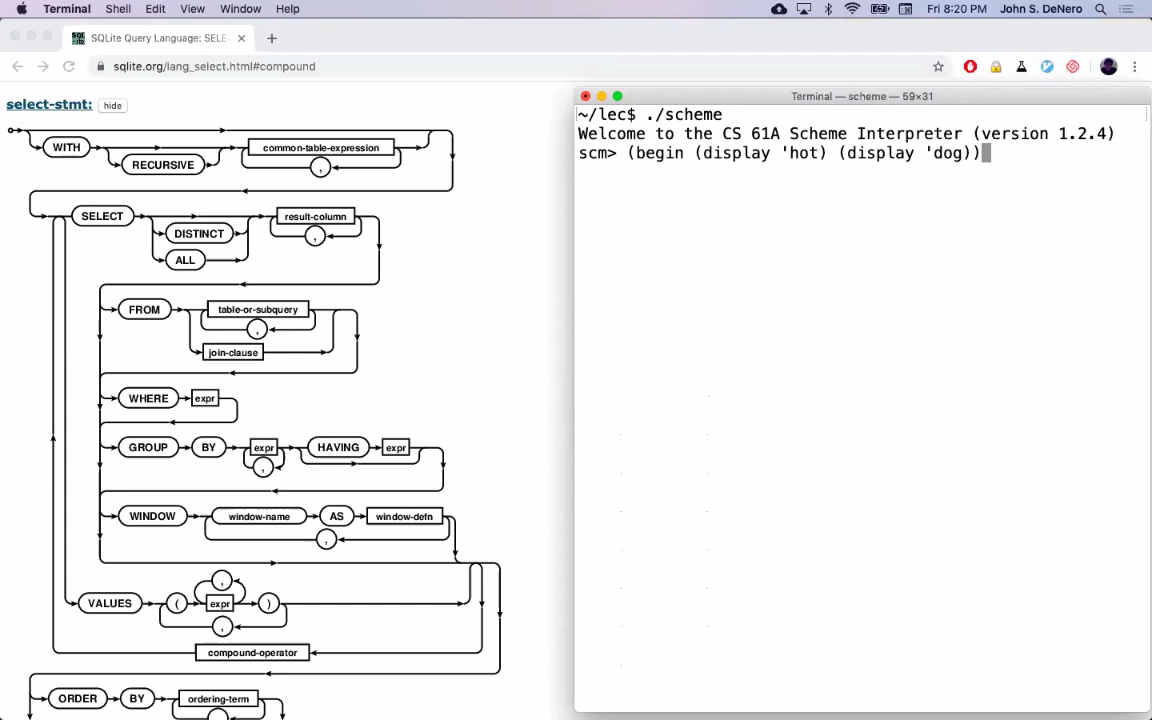 Terminal Shell Edit View Window Help Fri 8:20 PM John S. DeNero
SQLite Query Language: SELE
sqlite.org/lang_select.html#compound
select-stmt: hide
WITH RECURSIVE common-table-expression ,
SELECT DISTINCT ALL result-column ,
FROM table-or-subquery , join-clause
WHERE expr
GROUP BY expr , HAVING expr
WINDOW window-name AS window-defn ,
VALUES ( expr , ) ,
compound-operator
ORDER BY ordering-term
Terminal — scheme — 59×31
~/lec$ ./scheme
Welcome to the CS 61A Scheme Interpreter (version 1.2.4)
scm> (begin (display 'hot) (display 'dog))